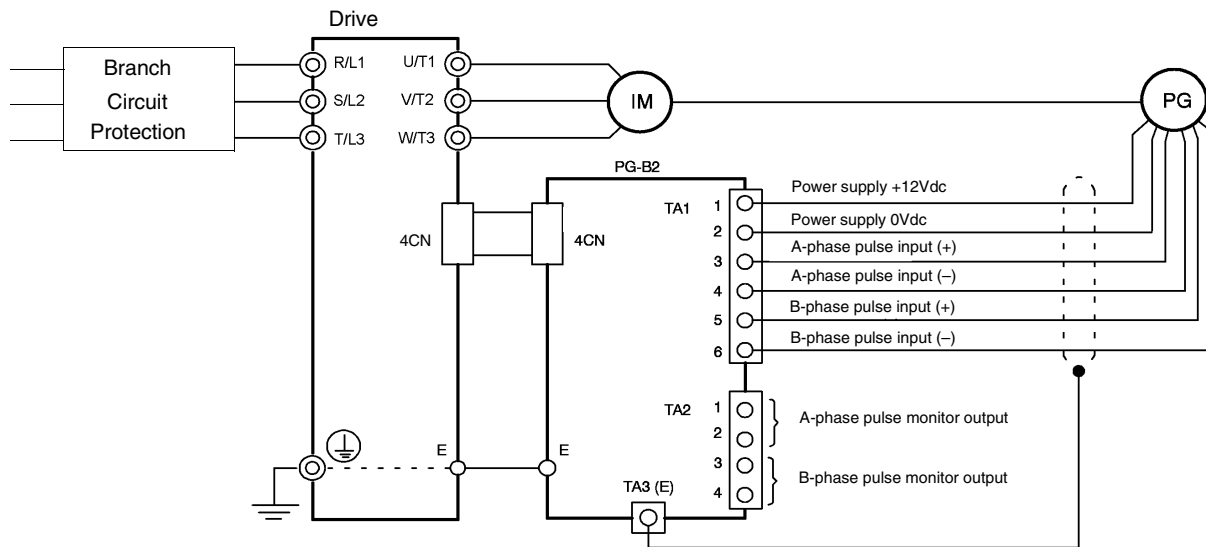 Drive
Branch
Circuit
Protection
R/L1
S/L2
T/L3
U/T1
V/T2
W/T3
IM
PG
PG-B2
4CN
4CN
TA1
1
2
3
4
5
6
Power supply +12Vdc
Power supply 0Vdc
A-phase pulse input (+)
A-phase pulse input (–)
B-phase pulse input (+)
B-phase pulse input (–)
TA2
1
2
3
4
A-phase pulse monitor output
B-phase pulse monitor output
E
E
TA3 (E)